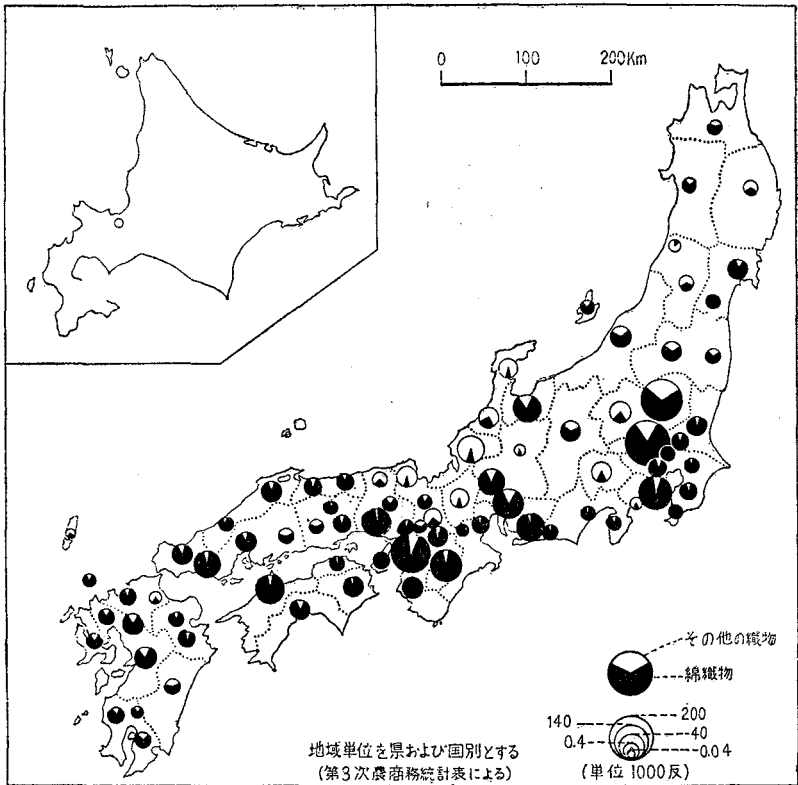 0 100 200Km
その他の織物
綿織物
200
140
40
0.4
0.04
(単位 1000反)
地域単位を県および国別とする
(第3次農商務統計表による)